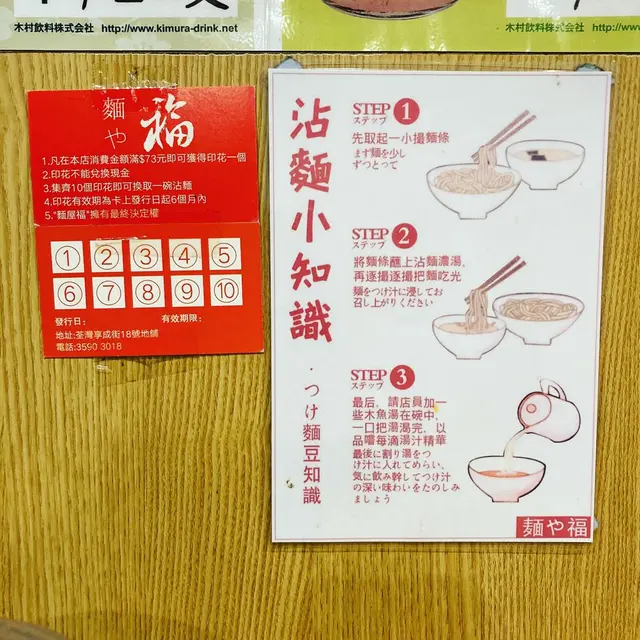 木村飲料株式会社 http://www.kimura-drink.net
木村飲料株式会社 http://www
麵や 福
1.凡在本店消費金額滿$73元即可獲得印花一個
2.印花不能兌換現金
3.集齊10個印花即可換取一碗沾麵
4.印花有效期為卡上發行日起6個月內
5."麵屋福"擁有最終決定權
① ② ③ ④ ⑤
⑥ ⑦ ⑧ ⑨ ⑩
發行日: 有效期限:
地址:荃灣享成街18號地舖
電話:3590 3018
沾麵小知識
・つけ麵豆知識
STEP 1
ステップ
先取起一小撮麵條
まず麵を少し
ずつとって
STEP 2
ステップ
將麵條蘸上沾麵濃湯、
再逐撮逐撮把麵吃光
麵をつけ汁に浸してお
召し上がりください
STEP 3
ステップ
最后、請店員加一
些木魚湯在碗中、
一口把湯渴完、以
品嚐每滴湯汁精華
最後に割り湯をつ
け汁に入れてめらい、
気に飲み幹してつけ汁
の深い味わいをたのしみ
ましょう
麵や福